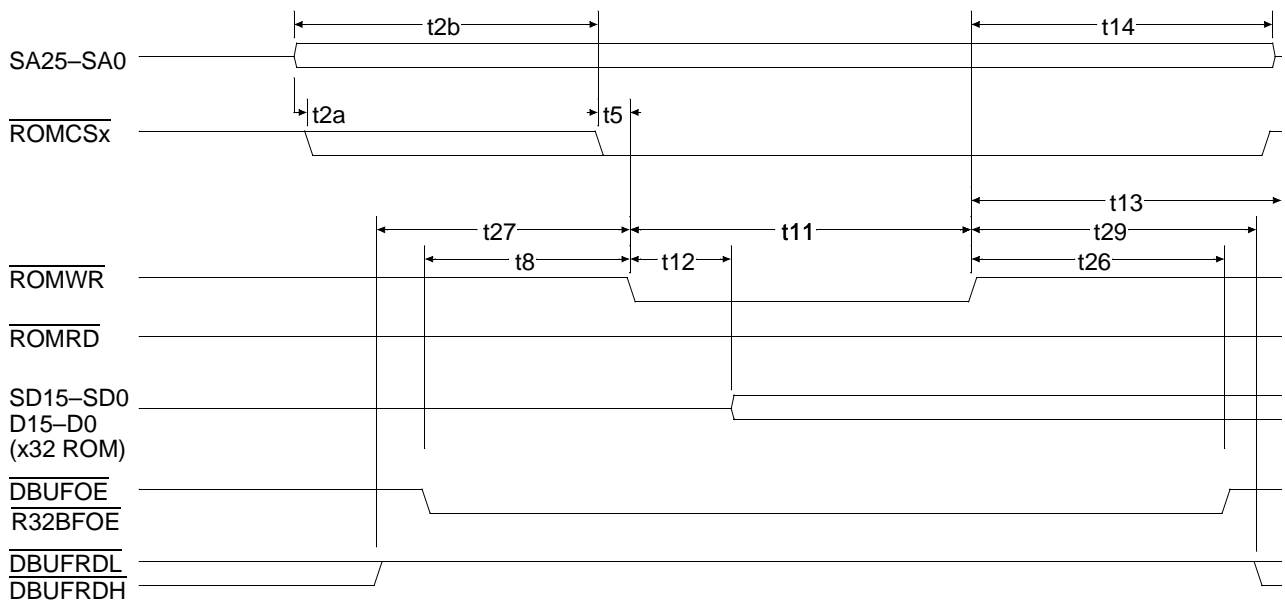 t2b
t14
SA25–SA0
t2a
t5
ROMCSx
t13
t27
t11
t29
t8
t12
t26
ROMWR
ROMRD
SD15–SD0
D15–D0
(x32 ROM)
DBUFOE
R32BFOE
DBUFRDL
DBUFRDH